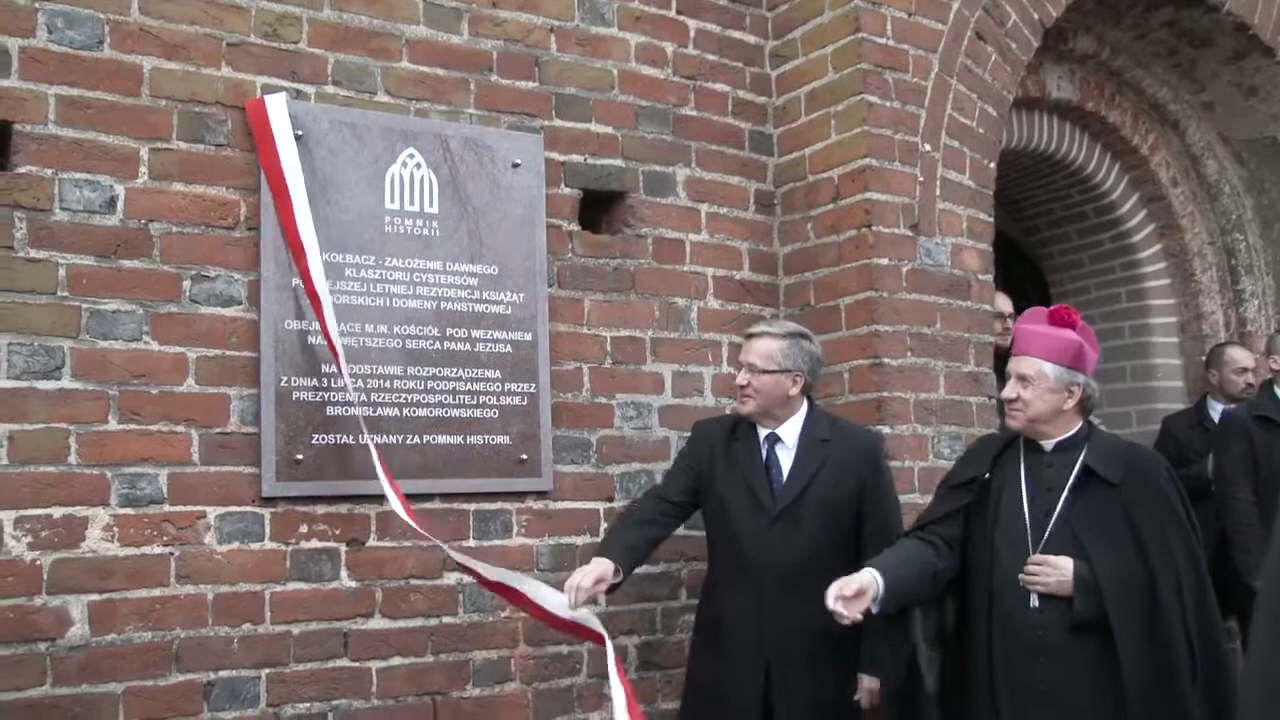 POMNIK
HISTORII
KOŁBACZ - ZAŁOŻENIE DAWNEGO
KLASZTORU CYSTERSÓW
LETNIEJ REZYDENCJI KSIĄŻĄT
I DOMENY PAŃSTWOWEJ
M.IN. KOŚCIÓŁ POD WEZWANIEM
SERCA PANA JEZUSA
NA PODSTAWIE ROZPORZĄDZENIA
Z DNIA 3 LIPCA 2014 ROKU PODPISANEGO PRZEZ
PREZYDENTA RZECZYPOSPOLITEJ POLSKIEJ
BRONISŁAWA KOMOROWSKIEGO
ZOSTAŁ UZNANY ZA POMNIK HISTORII.